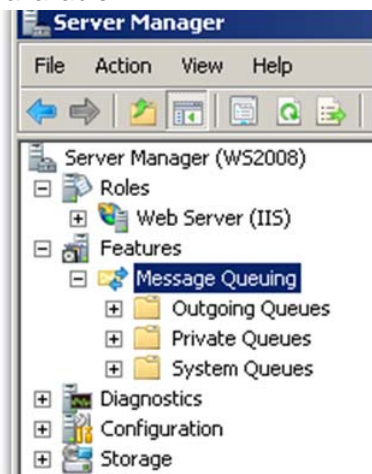 Server Manager
File Action View Help
Server Manager (WS2008)
Roles
Web Server (IIS)
Features
Message Queuing
Outgoing Queues
Private Queues
System Queues
Diagnostics
Configuration
Storage